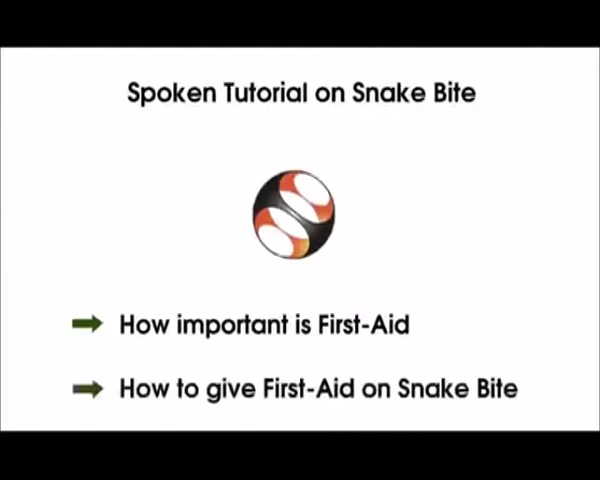 Spoken Tutorial on Snake Bite
How important is First-Aid
How to give First-Aid on Snake Bite